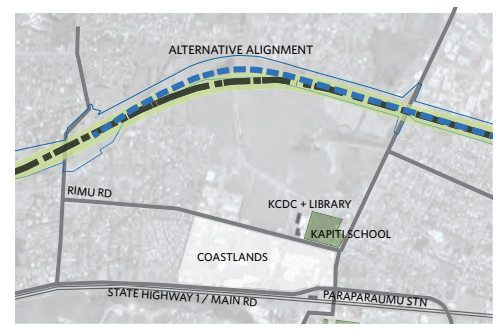 ALTERNATIVE ALIGNMENT
RIMU RD
KCDC + LIBRARY
KAPITI SCHOOL
COASTLANDS
STATE HIGHWAY 1 / MAIN RD
PARAPARAUMU STN